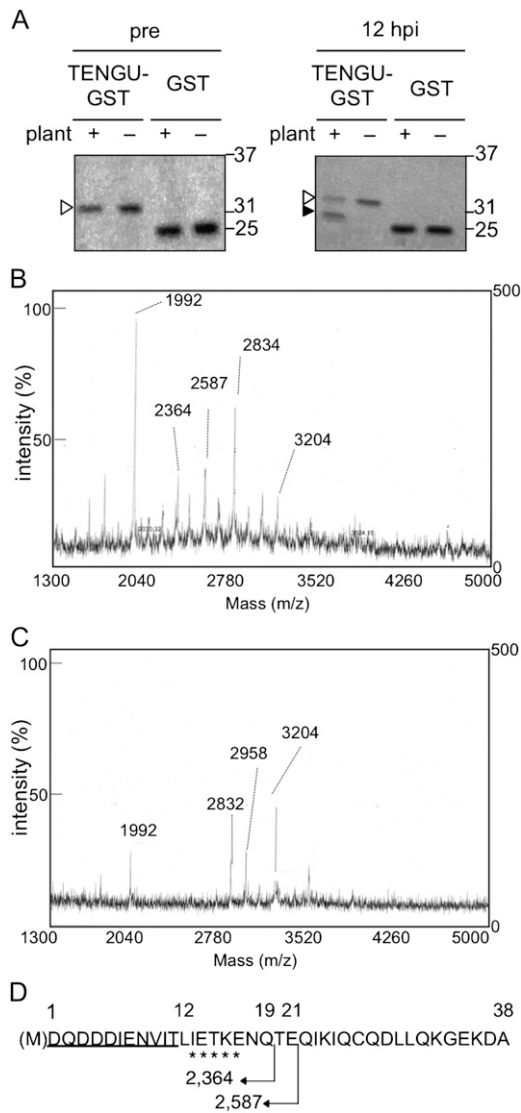 A
pre 12 hpi
TENGU- GST GST TENGU- GST GST
plant + – + – plant + – + –
37 37
31 31
25 25
B
100 500
1992
2834
2587
2364
3204
50
intensity (%)
0
1300 2040 2780 3520 4260 5000
Mass (m/z)
C
100 500
3204
2958
2832
1992
50
intensity (%)
0
1300 2040 2780 3520 4260 5000
Mass (m/z)
D
1 12 19 21 38
(M)DQDDDIENVITLIETKENQTEQIKIQCQDLLQKGEKDA
*****
2,364
2,587